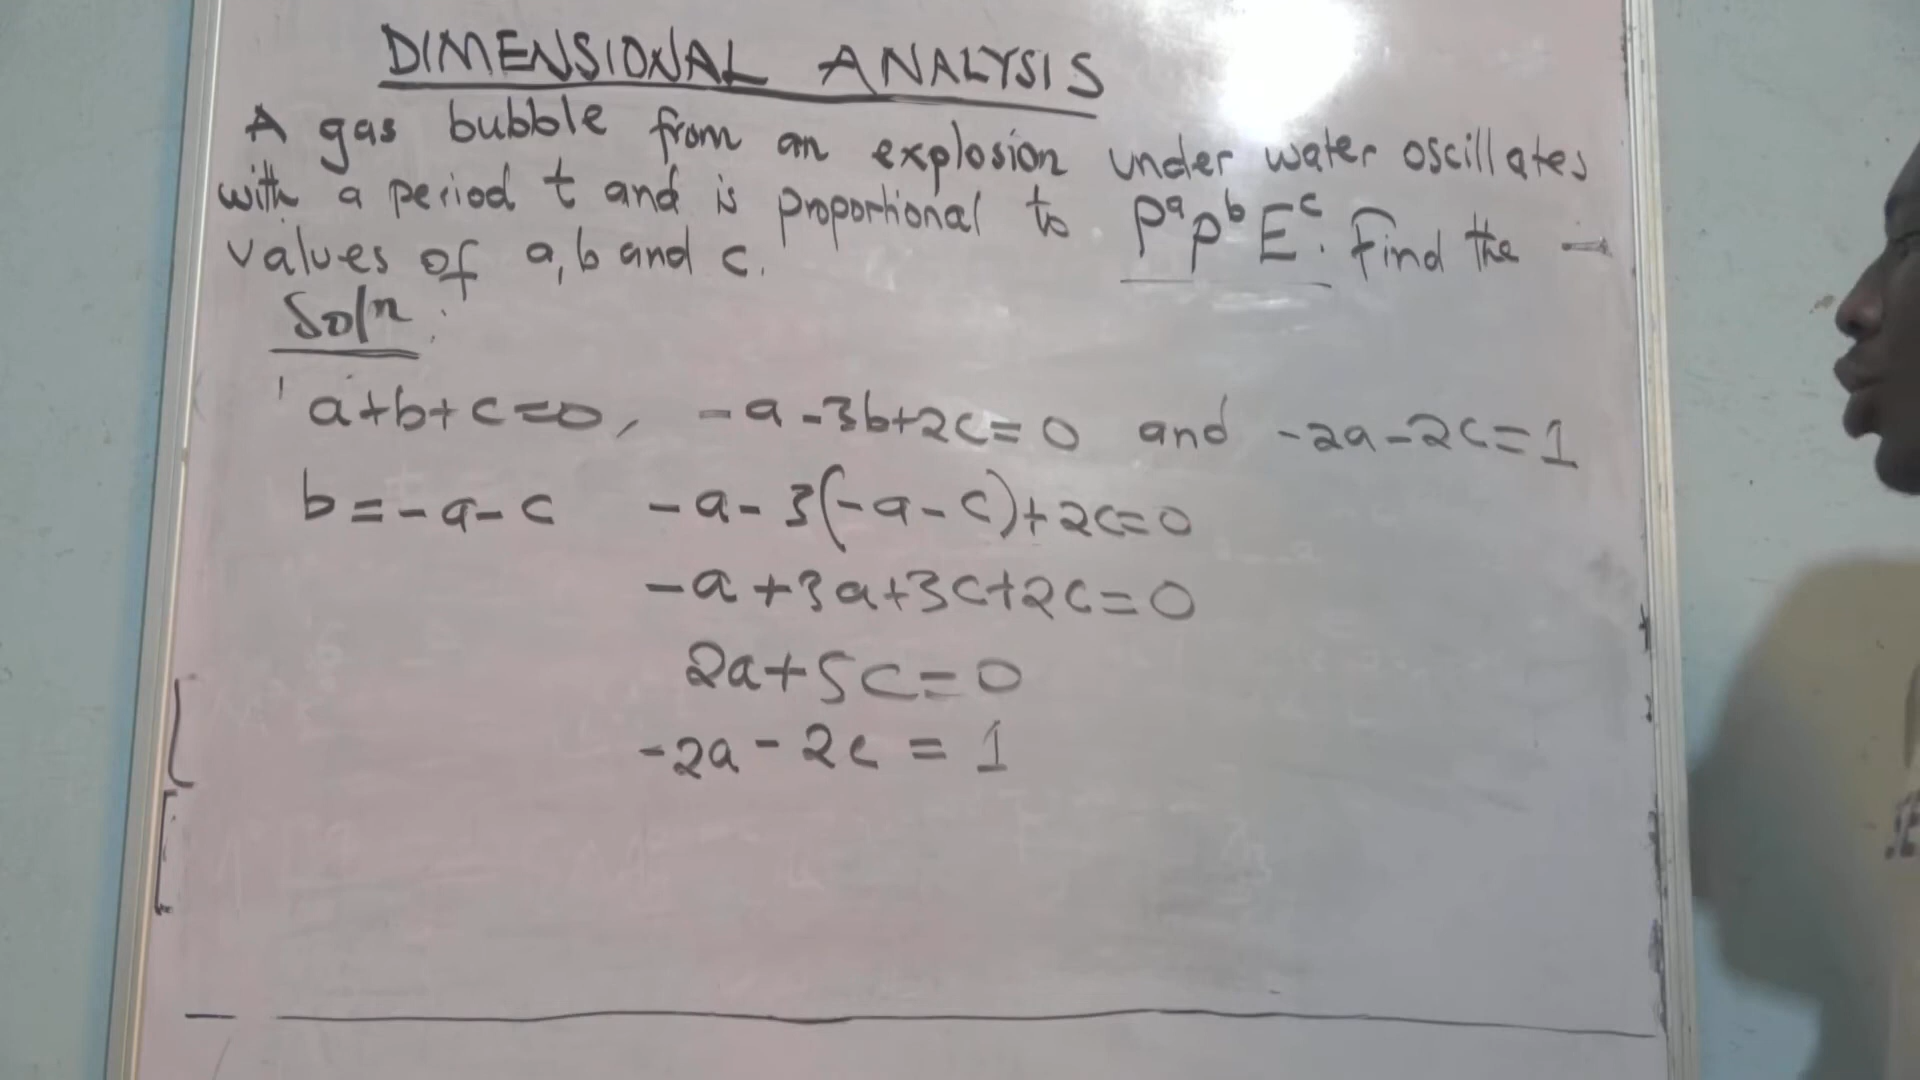 DIMENSIONAL ANALYSIS
A gas bubble from an explosion under water oscillates
with a period t and is proportional to P^a ρ^b E^c. Find the -
values of a, b and c.
Soln:
a+b+c=0, -a-3b+2c=0 and -2a-2c=1
b=-a-c -a-3(-a-c)+2c=0
-a+3a+3c+2c=0
2a+5c=0
-2a-2c=1